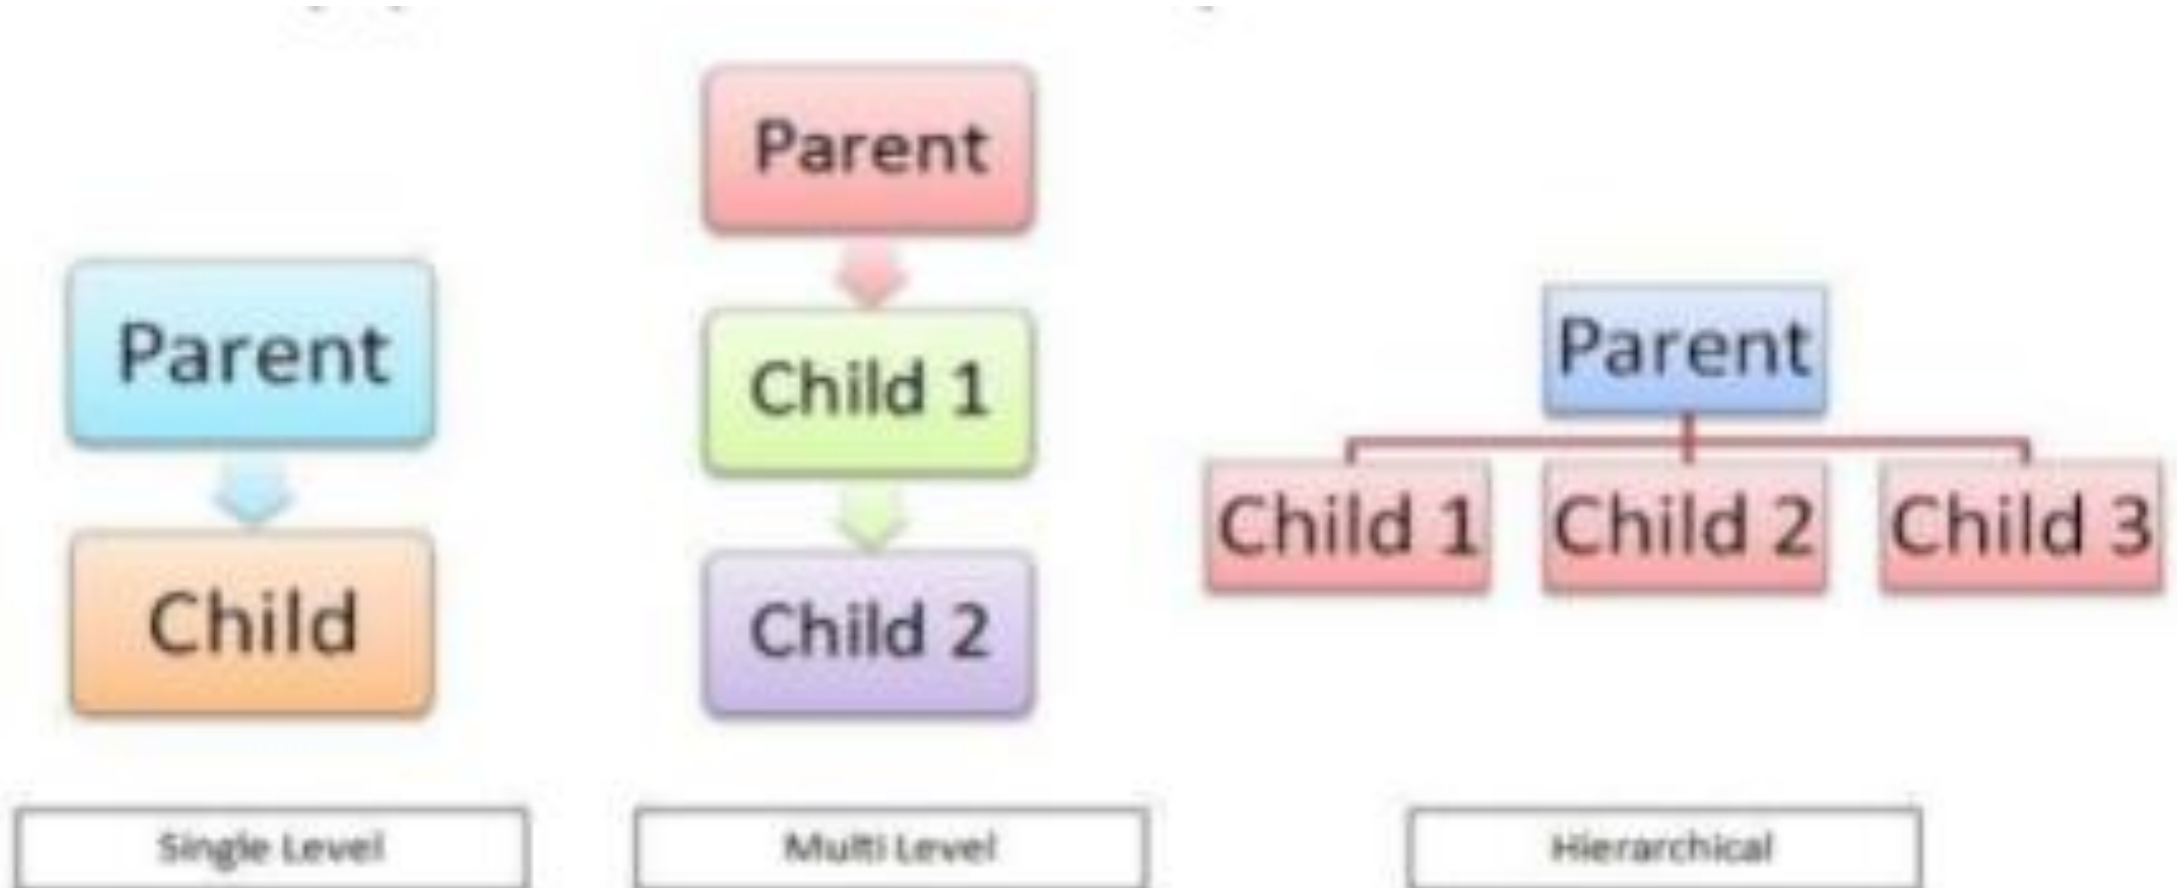 Parent
Child
Single Level
Parent
Child 1
Child 2
Multi Level
Parent
Child 1 Child 2 Child 3
Hierarchical